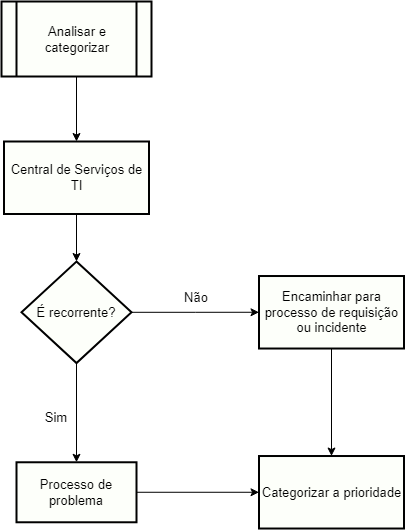 Analisar e
categorizar
Central de Serviços de
TI
É recorrente?
Não
Encaminhar para
processo de requisição
ou incidente
Sim
Processo de
problema
Categorizar a prioridade